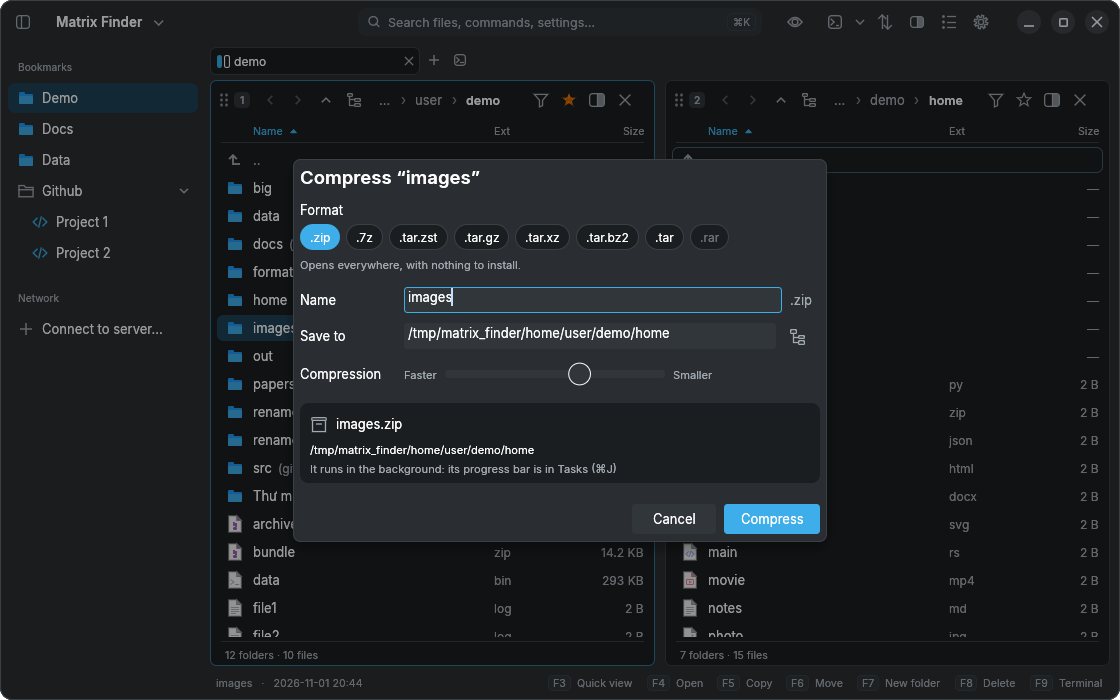 Matrix Finder
Search files, commands, settings...
⌘K
Bookmarks
Demo
Docs
Data
Github
Project 1
Project 2
Network
Connect to server...
demo
1
... › user › demo
Name
Ext
Size
..
big
data
docs
format
home
images
out
papers
renam
renam
src (gi
Thư m
archive
bundle zip 14.2 KB
data bin 293 KB
file1 log 2 B
file2 log 2 B
12 folders · 10 files
2
... › demo › home
Name
Ext
Size
—
—
—
—
—
—
—
py 2 B
zip 2 B
json 2 B
html 2 B
docx 2 B
svg 2 B
main rs 2 B
movie mp4 2 B
notes md 2 B
photo jpg 2 B
7 folders · 15 files
Compress “images”
Format
.zip
.7z
.tar.zst
.tar.gz
.tar.xz
.tar.bz2
.tar
.rar
Opens everywhere, with nothing to install.
Name
images
.zip
Save to
/tmp/matrix_finder/home/user/demo/home
Compression
Faster
Smaller
images.zip
/tmp/matrix_finder/home/user/demo/home
It runs in the background: its progress bar is in Tasks (⌘J)
Cancel
Compress
images · 2026-11-01 20:44
F3 Quick view
F4 Open
F5 Copy
F6 Move
F7 New folder
F8 Delete
F9 Terminal